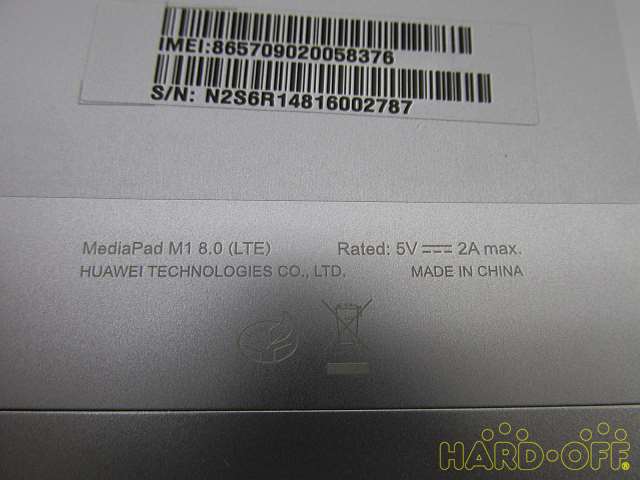 IMEI:865709020058376
S/N: N2S6R14816002787
MediaPad M1 8.0 (LTE) Rated: 5V ⎓ 2A max.
HUAWEI TECHNOLOGIES CO., LTD. MADE IN CHINA
HARD-OFF